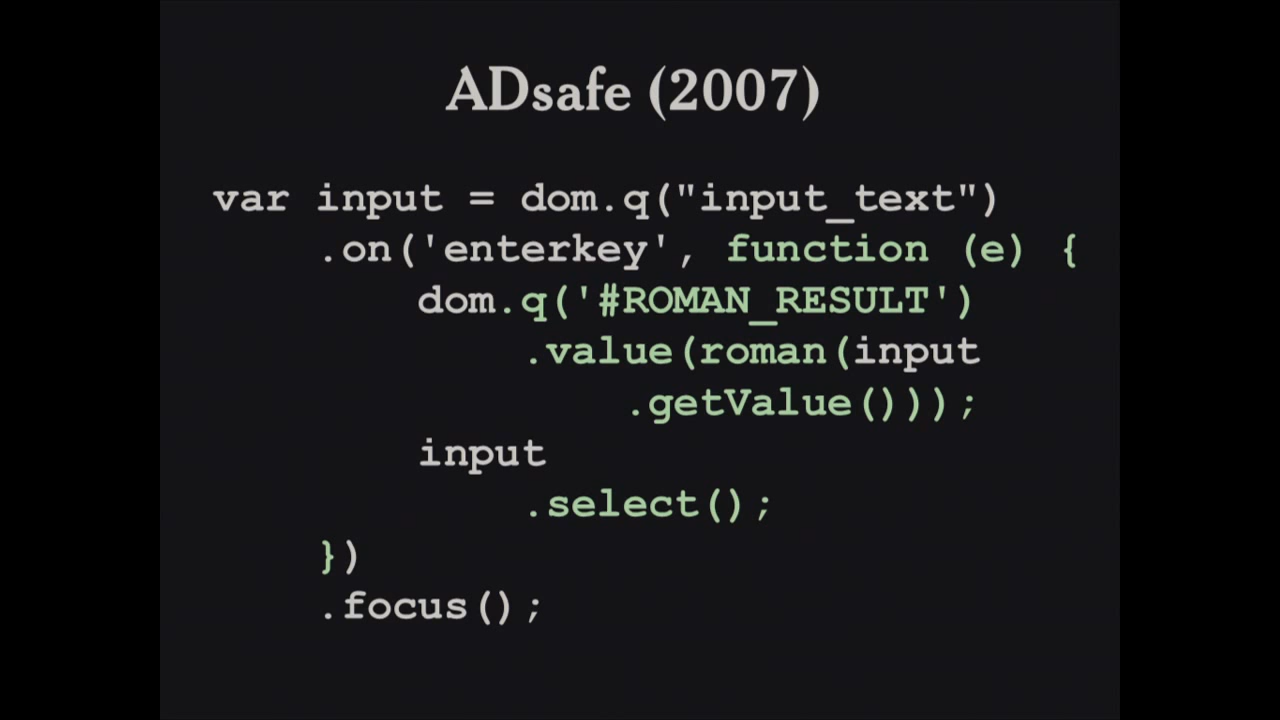 ADsafe (2007)
var input = dom.q("input_text")
    .on('enterkey', function (e) {
        dom.q('#ROMAN_RESULT')
            .value(roman(input
                .getValue()));
        input
            .select();
    })
    .focus();